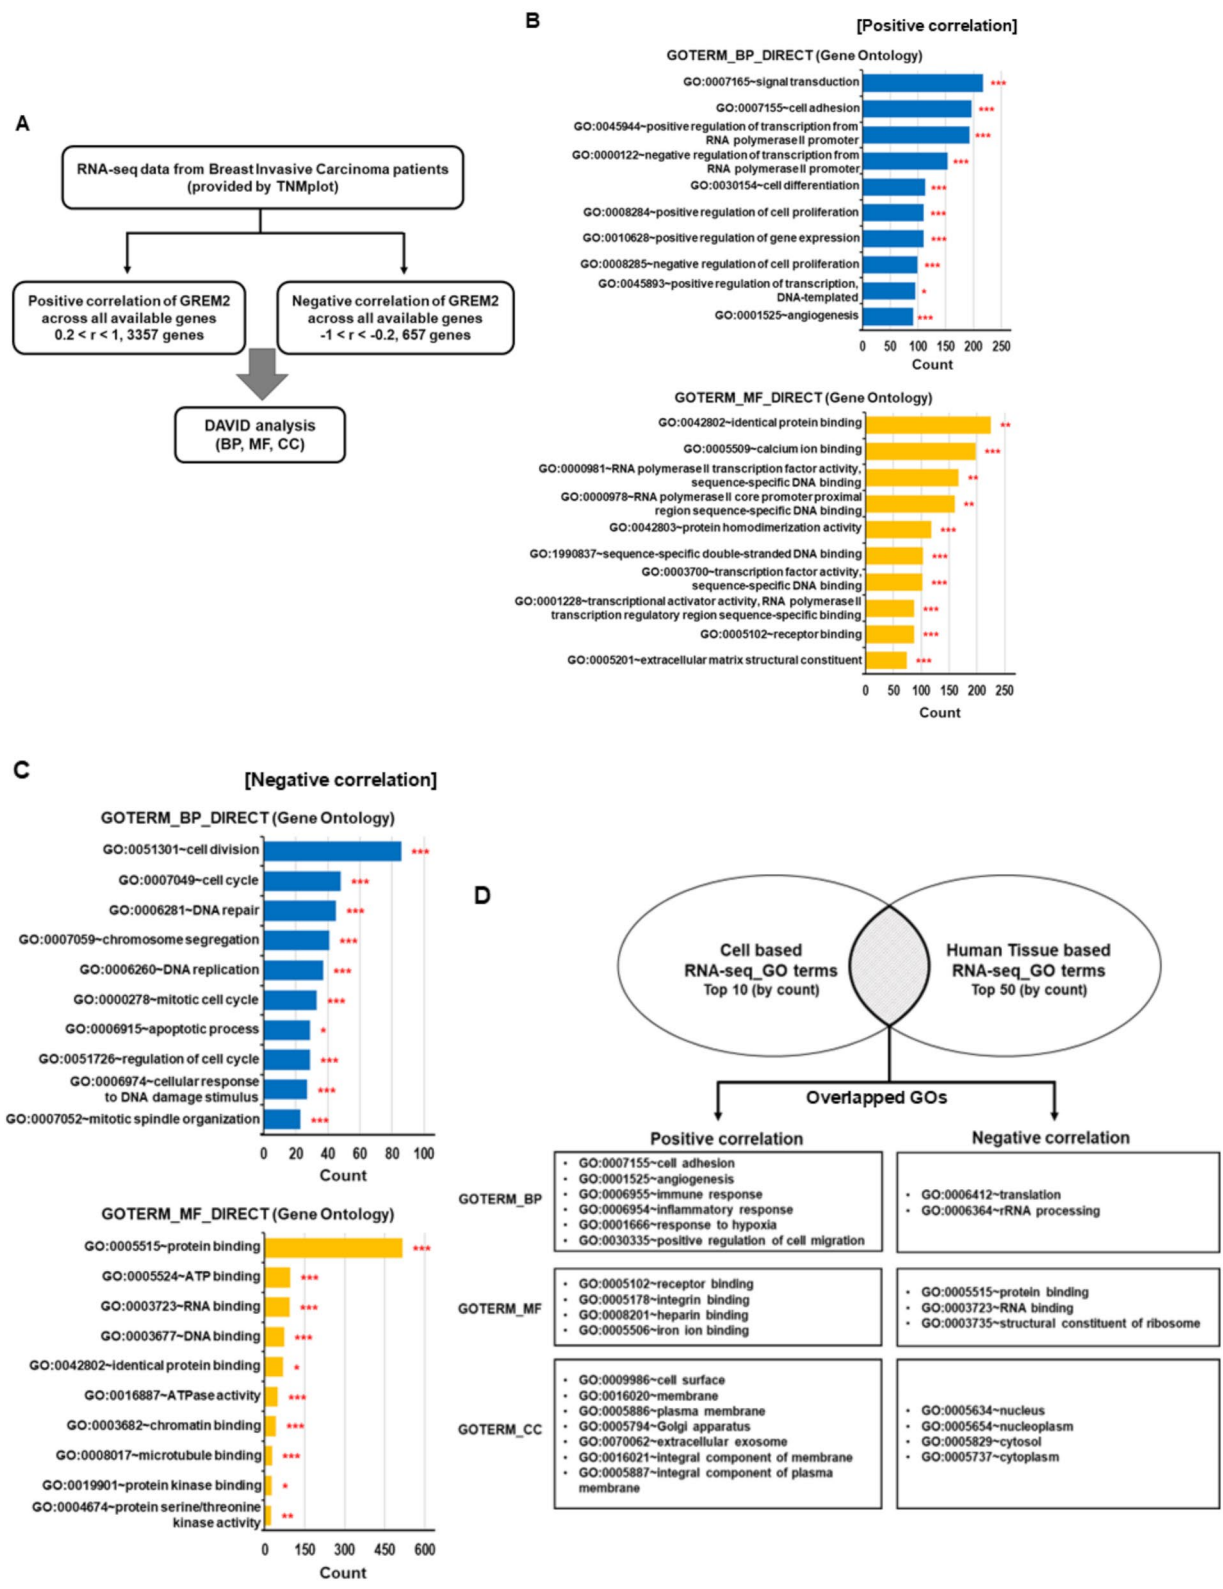 A
RNA-seq data from Breast Invasive Carcinoma patients
(provided by TNMplot)
Positive correlation of GREM2
across all available genes
0.2 < r < 1, 3357 genes
Negative correlation of GREM2
across all available genes
-1 < r < -0.2, 657 genes
DAVID analysis
(BP, MF, CC)
B
[Positive correlation]
GOTERM_BP_DIRECT (Gene Ontology)
GO:0007165~signal transduction ***
GO:0007155~cell adhesion ***
GO:0045944~positive regulation of transcription from
RNA polymerase II promoter ***
GO:0000122~negative regulation of transcription from
RNA polymerase II promoter ***
GO:0030154~cell differentiation ***
GO:0008284~positive regulation of cell proliferation ***
GO:0010628~positive regulation of gene expression ***
GO:0008285~negative regulation of cell proliferation ***
GO:0045893~positive regulation of transcription,
DNA-templated *
GO:0001525~angiogenesis ***
0 50 100 150 200 250
Count
GOTERM_MF_DIRECT (Gene Ontology)
GO:0042802~identical protein binding **
GO:0005509~calcium ion binding ***
GO:0000981~RNA polymerase II transcription factor activity,
sequence-specific DNA binding **
GO:0000978~RNA polymerase II core promoter proximal
region sequence-specific DNA binding **
GO:0042803~protein homodimerization activity ***
GO:1990837~sequence-specific double-stranded DNA binding ***
GO:0003700~transcription factor activity,
sequence-specific DNA binding ***
GO:0001228~transcriptional activator activity, RNA polymerase II
transcription regulatory region sequence-specific binding ***
GO:0005102~receptor binding ***
GO:0005201~extracellular matrix structural constituent ***
0 50 100 150 200 250
Count
C
[Negative correlation]
GOTERM_BP_DIRECT (Gene Ontology)
GO:0051301~cell division ***
GO:0007049~cell cycle ***
GO:0006281~DNA repair ***
GO:0007059~chromosome segregation ***
GO:0006260~DNA replication ***
GO:0000278~mitotic cell cycle ***
GO:0006915~apoptotic process *
GO:0051726~regulation of cell cycle ***
GO:0006974~cellular response
to DNA damage stimulus ***
GO:0007052~mitotic spindle organization ***
0 20 40 60 80 100
Count
GOTERM_MF_DIRECT (Gene Ontology)
GO:0005515~protein binding ***
GO:0005524~ATP binding ***
GO:0003723~RNA binding ***
GO:0003677~DNA binding ***
GO:0042802~identical protein binding *
GO:0016887~ATPase activity ***
GO:0003682~chromatin binding ***
GO:0008017~microtubule binding ***
GO:0019901~protein kinase binding *
GO:0004674~protein serine/threonine
kinase activity **
0 150 300 450 600
Count
D
Cell based
RNA-seq_GO terms
Top 10 (by count)
Human Tissue based
RNA-seq_GO terms
Top 50 (by count)
Overlapped GOs
Positive correlation
Negative correlation
GOTERM_BP
• GO:0007155~cell adhesion
• GO:0001525~angiogenesis
• GO:0006955~immune response
• GO:0006954~inflammatory response
• GO:0001666~response to hypoxia
• GO:0030335~positive regulation of cell migration
• GO:0006412~translation
• GO:0006364~rRNA processing
GOTERM_MF
• GO:0005102~receptor binding
• GO:0005178~integrin binding
• GO:0008201~heparin binding
• GO:0005506~iron ion binding
• GO:0005515~protein binding
• GO:0003723~RNA binding
• GO:0003735~structural constituent of ribosome
GOTERM_CC
• GO:0009986~cell surface
• GO:0016020~membrane
• GO:0005886~plasma membrane
• GO:0005794~Golgi apparatus
• GO:0070062~extracellular exosome
• GO:0016021~integral component of membrane
• GO:0005887~integral component of plasma
membrane
• GO:0005634~nucleus
• GO:0005654~nucleoplasm
• GO:0005829~cytosol
• GO:0005737~cytoplasm